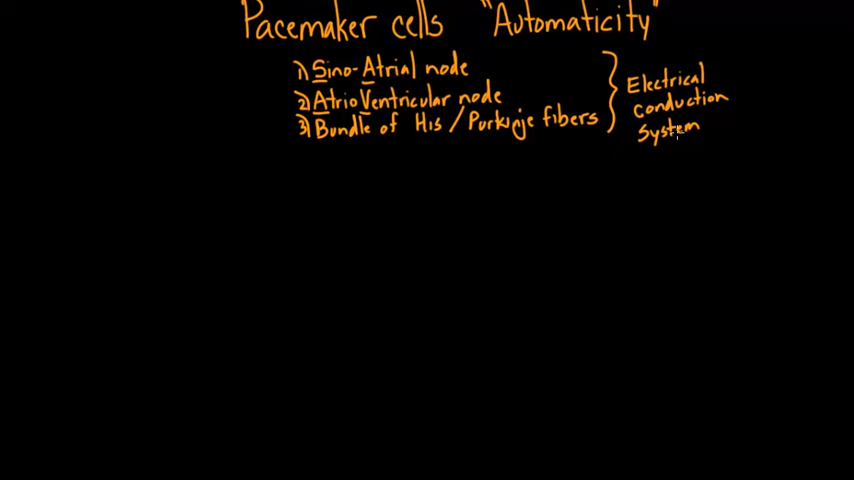 Pacemaker cells "Automaticity"
1) Sino-Atrial node
2) AtrioVentricular node
3) Bundle of His / Purkinje fibers
Electrical
conduction
System